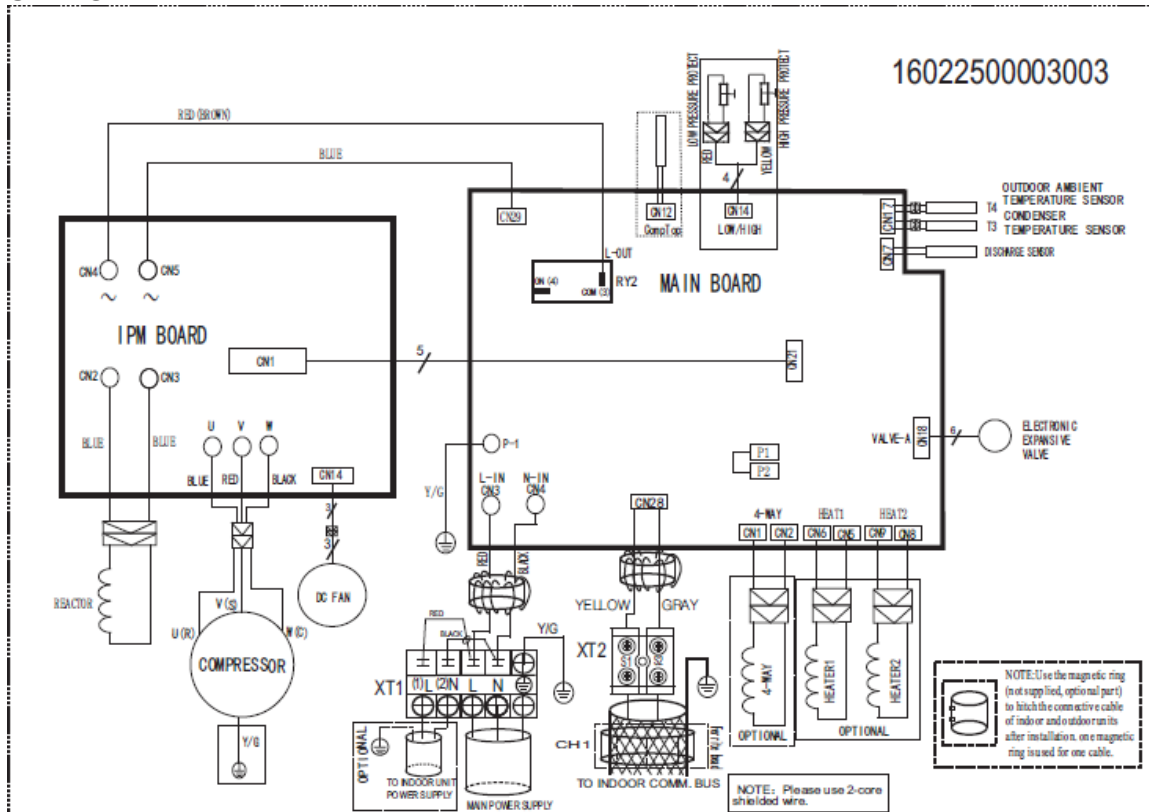 16022500003003
LOW PRESSURE PROTECT
HIGH PRESSURE PROTECT
RED (BROWN)
BLUE
RED
YELLOW
4
CN29
CN12
CompTop
CN14
LOW/HIGH
CN17
T4
OUTDOOR AMBIENT
TEMPERATURE SENSOR
T3
CONDENSER
TEMPERATURE SENSOR
CN7
DISCHARGE SENSOR
L-OUT
ON (4)
COM (3)
RY2
MAIN BOARD
CN4
CN5
IPM BOARD
CN1
5
CN21
CN2
CN3
BLUE
BLUE
U
V
W
BLUE
RED
BLACK
CN14
3
3
Y/G
P-1
L-IN
CN3
N-IN
CN4
P1
P2
VALVE-A
CN18
6
ELECTRONIC
EXPANSIVE
VALVE
CN28
4-WAY
HEAT1
HEAT2
CN1
CN2
CN6
CN5
CN9
CN8
REACTOR
DC FAN
V(S)
U(R)
W(C)
COMPRESSOR
Y/G
RED
BLACK
RED
BLACK
Y/G
XT1
(1)L
(2)N
L
N
OPTIONAL
TO INDOOR UNIT
POWER SUPPLY
MAIN POWER SUPPLY
YELLOW
GRAY
XT2
S1
S2
CH1
TO INDOOR COMM. BUS
4-WAY
HEATER1
HEATER2
OPTIONAL
OPTIONAL
NOTE: Please use 2-core
shielded wire.
NOTE:Use the magnetic ring
(not supplied, optional part)
to hitch the connective cable
of indoor and outdoor units
after installation. one magnetic
ring is used for one cable.